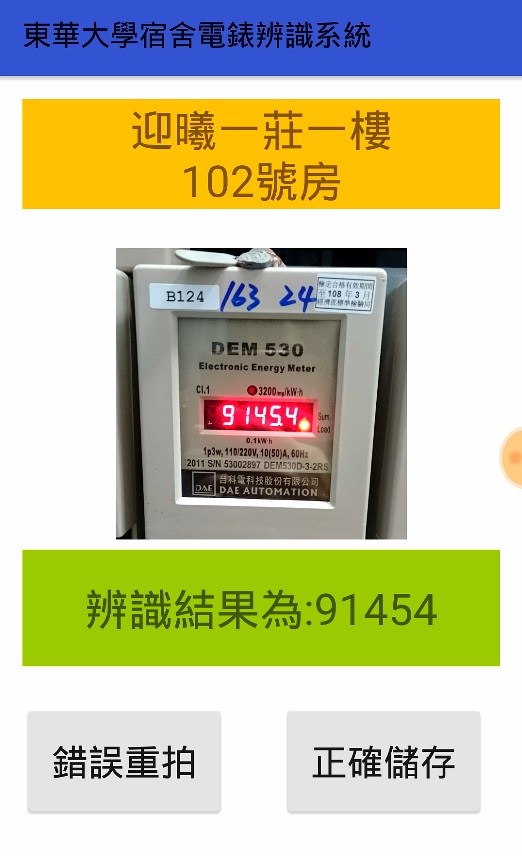 東華大學宿舍電錶辨識系統
迎曦一莊一樓
102號房
B124
163 24
檢定合格有效期間
至108年3月
經濟部標準檢驗局
DEM 530
Electronic Energy Meter
Cl.1
3200imp/kW·h
9145.4
Sum
Load
0.1kW·h
1p3w, 110/220V, 10(50)A, 60Hz
2011 S/N 53002897 DEM530D-3-2RS
DAE
台科電科技股份有限公司
DAE AUTOMATION
辨識結果為:91454
錯誤重拍
正確儲存